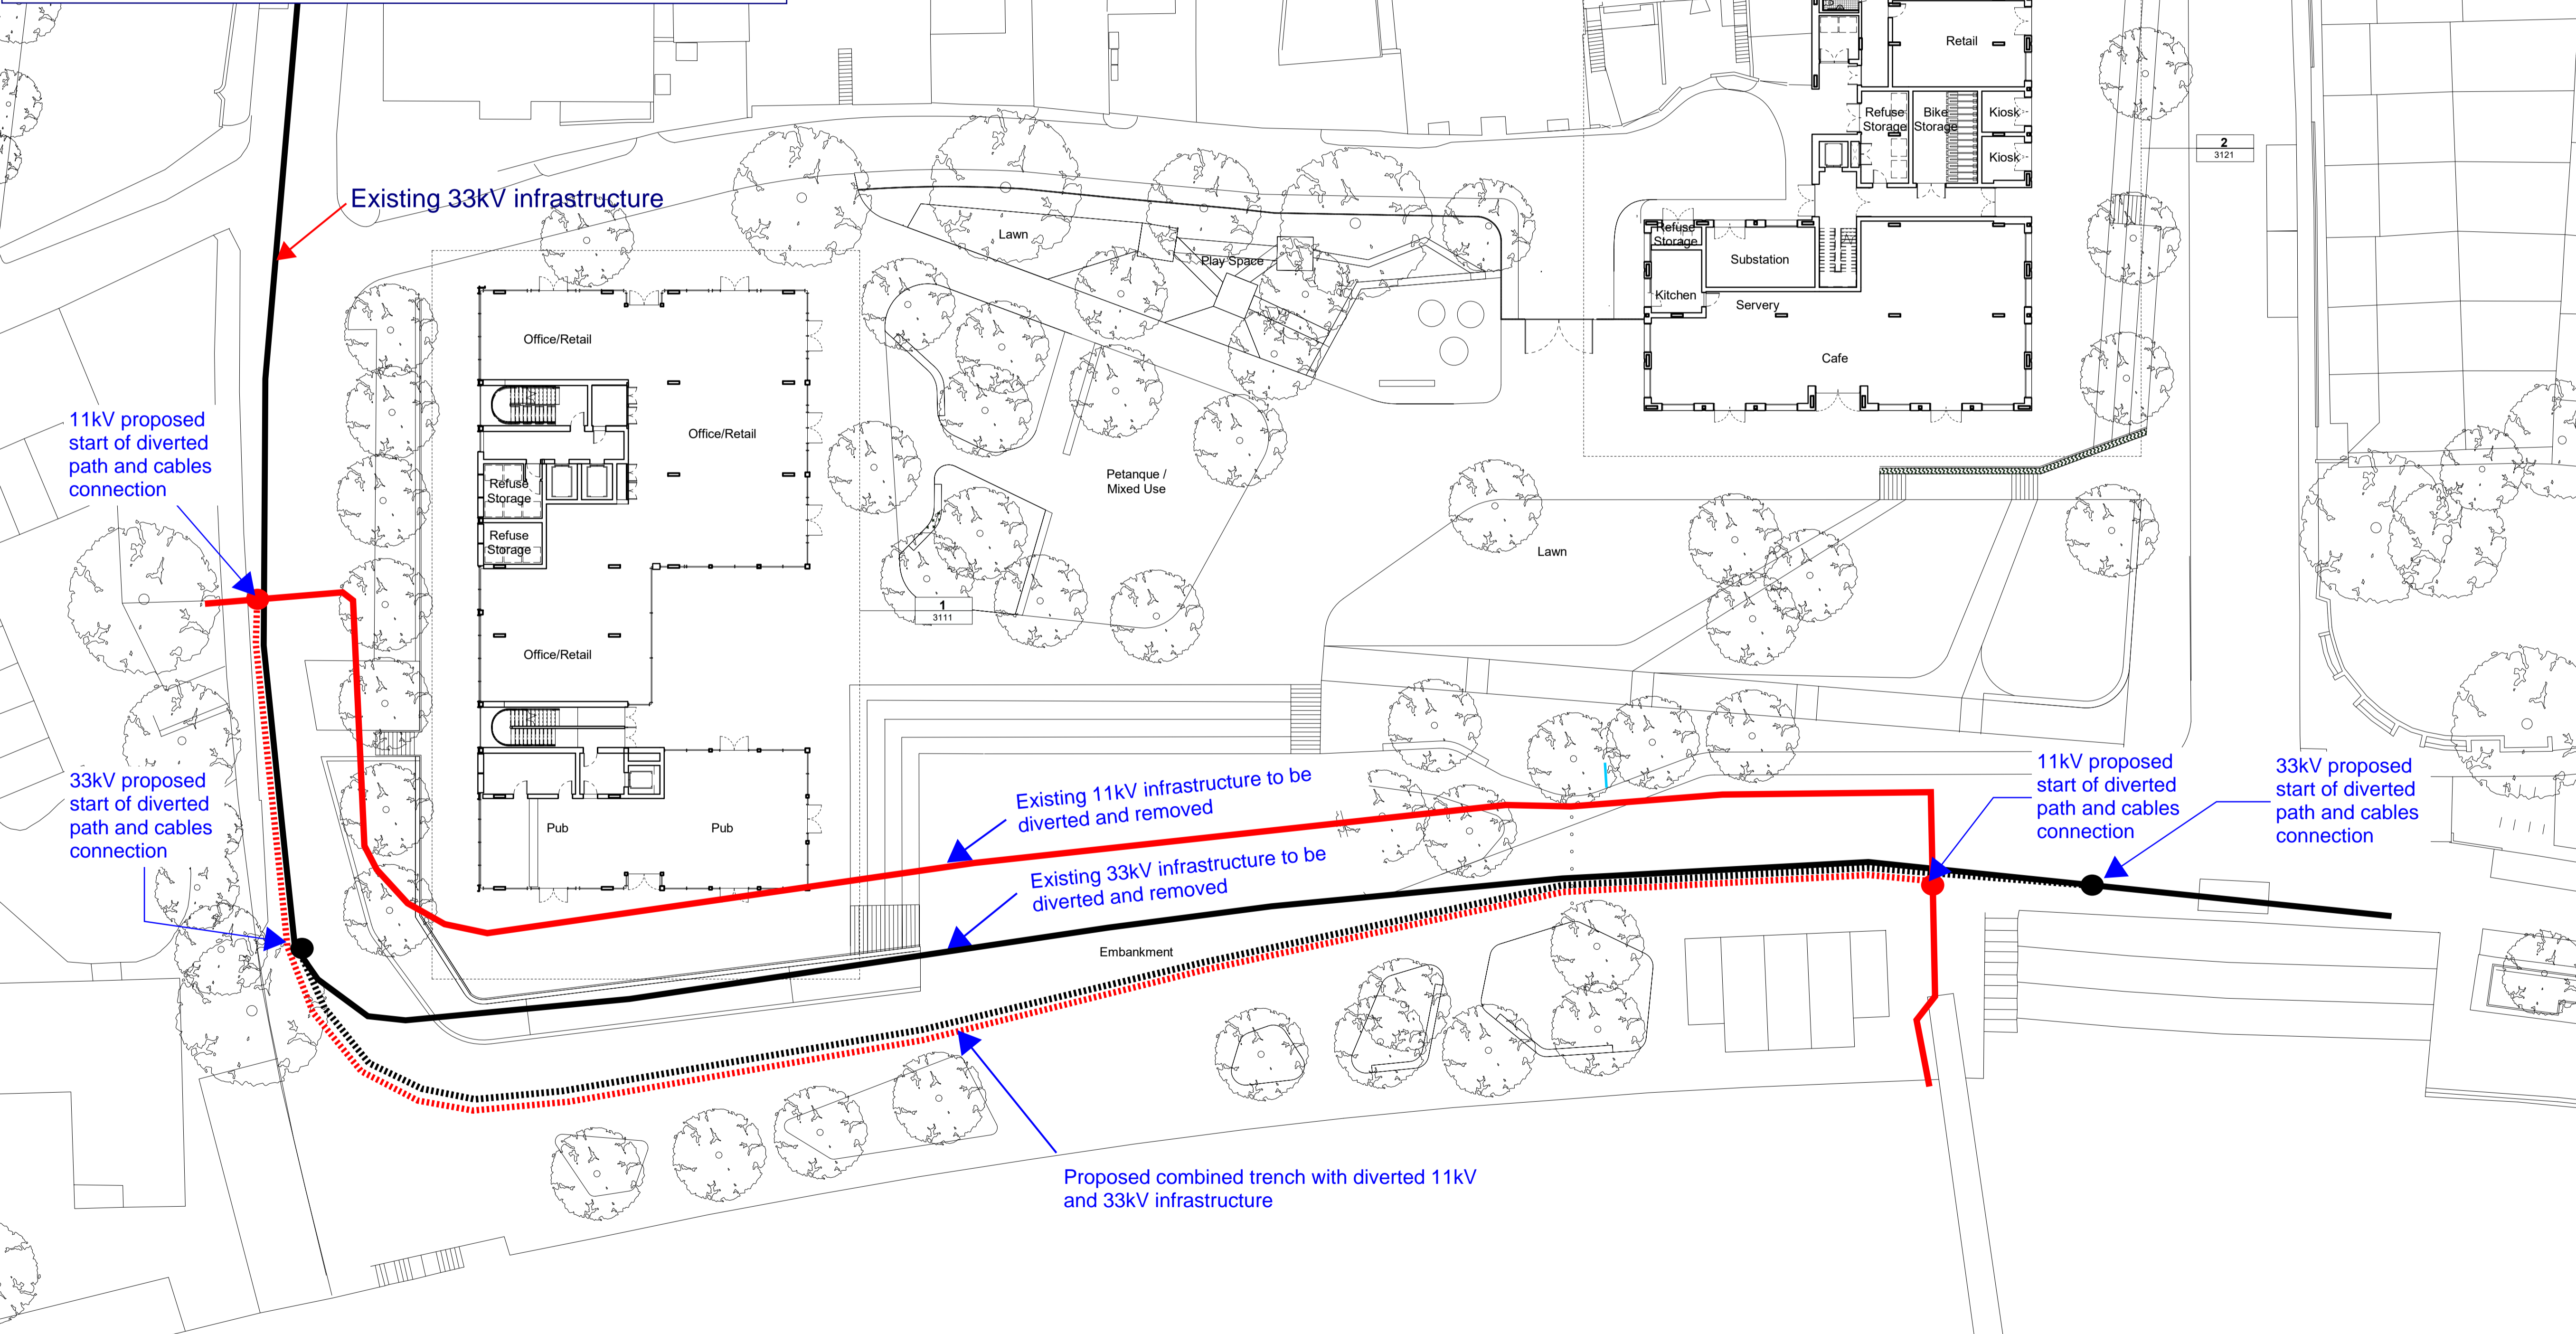 Retail
Refuse
Storage
Bike
Storage
Kiosk
Kiosk
2
3121
Existing 33kV infrastructure
Lawn
Play Space
Refuse
Storage
Substation
Kitchen
Servery
Cafe
Office/Retail
Office/Retail
11kV proposed
start of diverted
path and cables
connection
Refuse
Storage
Refuse
Storage
Petanque /
Mixed Use
Lawn
1
3111
Office/Retail
33kV proposed
start of diverted
path and cables
connection
Pub
Pub
Existing 11kV infrastructure to be
diverted and removed
Existing 33kV infrastructure to be
diverted and removed
11kV proposed
start of diverted
path and cables
connection
33kV proposed
start of diverted
path and cables
connection
Embankment
Proposed combined trench with diverted 11kV
and 33kV infrastructure